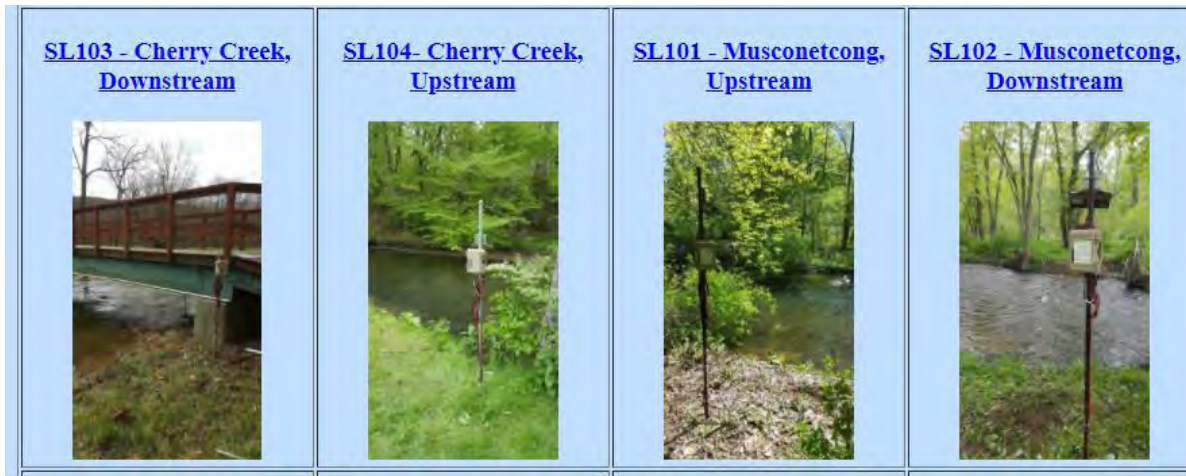 SL103 - Cherry Creek,
Downstream
SL104- Cherry Creek,
Upstream
SL101 - Musconetcong,
Upstream
SL102 - Musconetcong,
Downstream